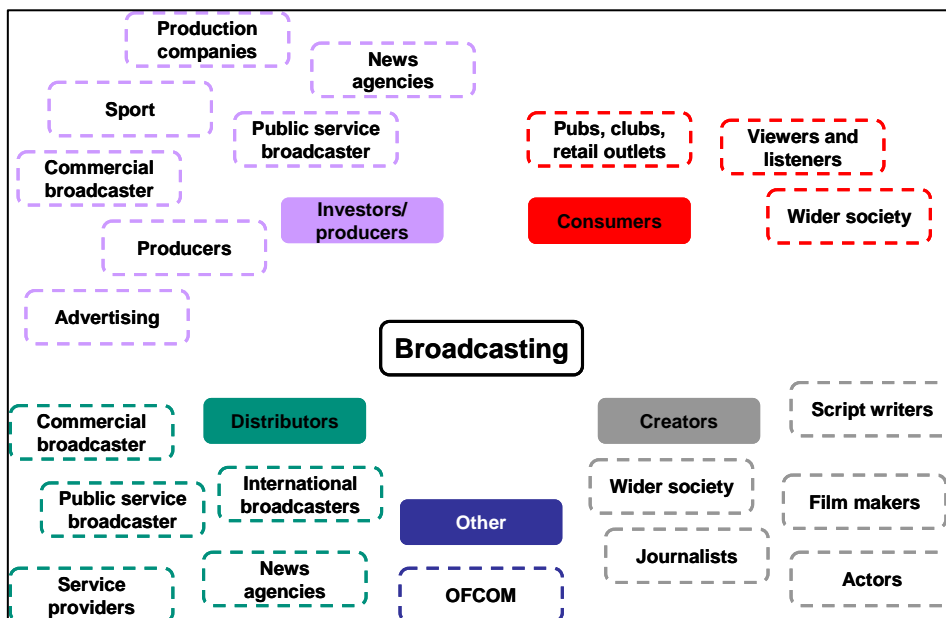 Production
companies
News
agencies
Sport
Public service
broadcaster
Pubs, clubs,
retail outlets
Viewers and
listeners
Commercial
broadcaster
Investors/
producers
Consumers
Wider society
Producers
Advertising
Broadcasting
Commercial
broadcaster
Distributors
Creators
Script writers
Public service
broadcaster
International
broadcasters
Wider society
Film makers
Other
Journalists
Service
providers
News
agencies
OFCOM
Actors